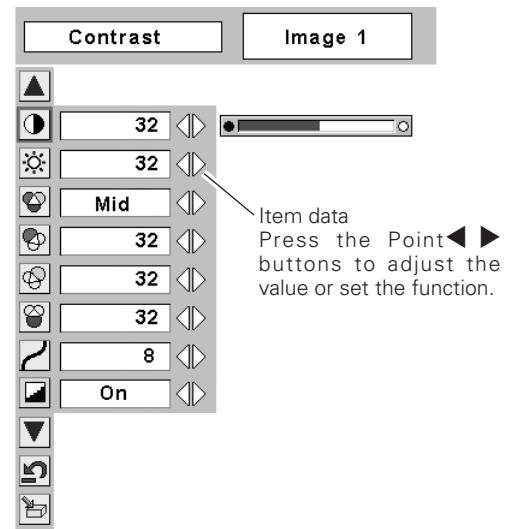 Contrast Image 1
32
32
Mid
32
32
32
8
On
Item data
Press the Point◀ ▶
buttons to adjust the
value or set the function.